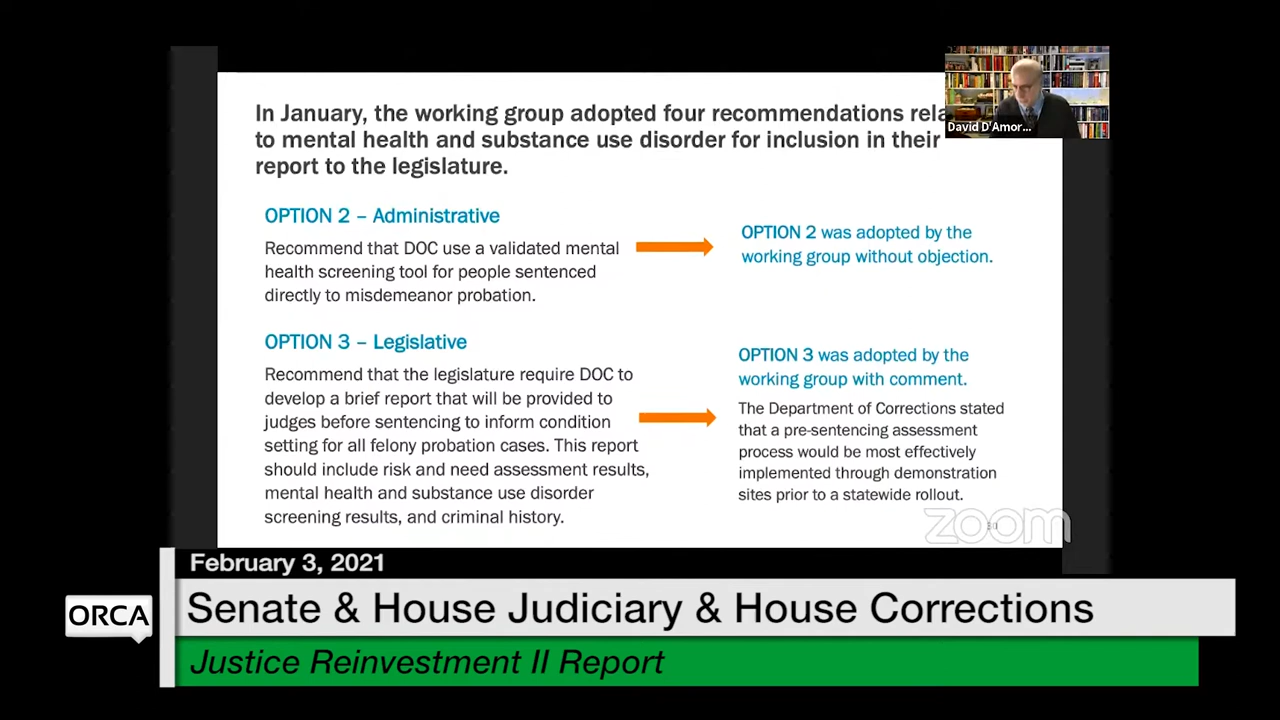 In January, the working group adopted four recommendations rela
to mental health and substance use disorder for inclusion in their
report to the legislature.
David D'Amor...
OPTION 2 – Administrative
Recommend that DOC use a validated mental
health screening tool for people sentenced
directly to misdemeanor probation.
OPTION 2 was adopted by the
working group without objection.
OPTION 3 – Legislative
Recommend that the legislature require DOC to
develop a brief report that will be provided to
judges before sentencing to inform condition
setting for all felony probation cases. This report
should include risk and need assessment results,
mental health and substance use disorder
screening results, and criminal history.
OPTION 3 was adopted by the
working group with comment.
The Department of Corrections stated
that a pre-sentencing assessment
process would be most effectively
implemented through demonstration
sites prior to a statewide rollout.
zoom
February 3, 2021
ORCA
Senate & House Judiciary & House Corrections
Justice Reinvestment II Report